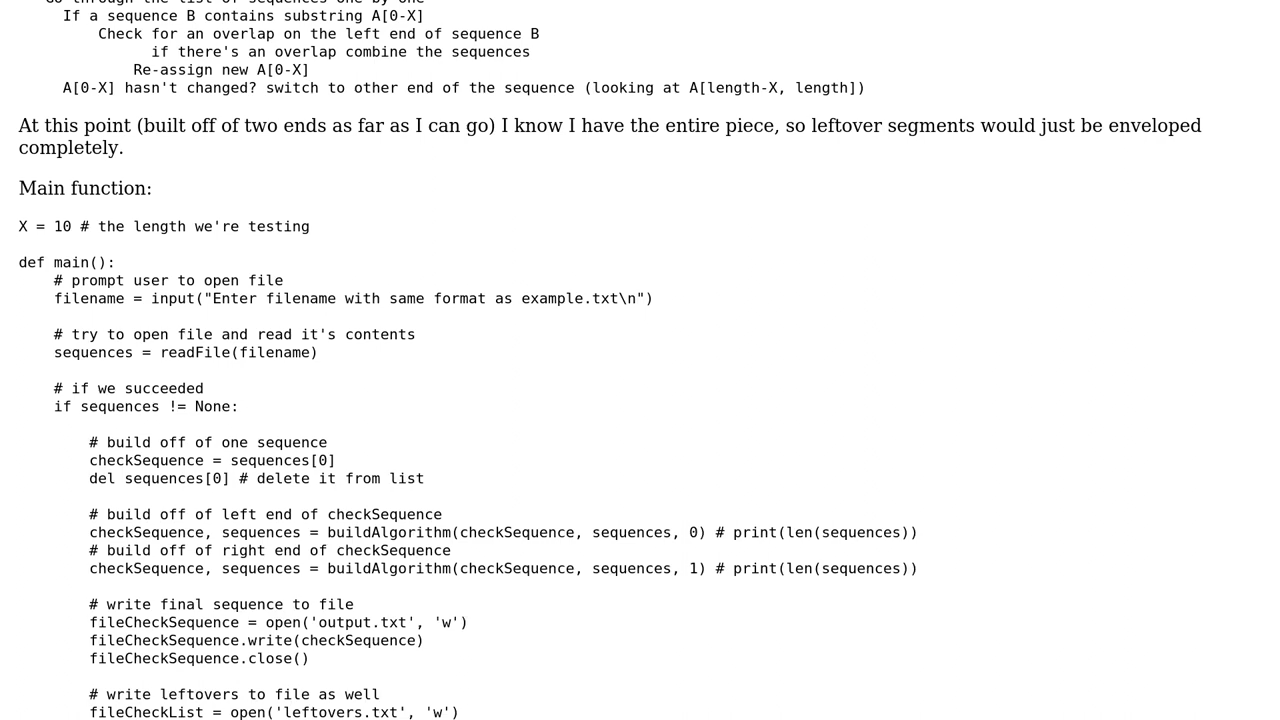 Go through the list of sequences one by one
If a sequence B contains substring A[0-X]
Check for an overlap on the left end of sequence B
if there's an overlap combine the sequences
Re-assign new A[0-X]
A[0-X] hasn't changed? switch to other end of the sequence (looking at A[length-X, length])
At this point (built off of two ends as far as I can go) I know I have the entire piece, so leftover segments would just be enveloped
completely.
Main function:
X = 10 # the length we're testing
def main():
# prompt user to open file
filename = input("Enter filename with same format as example.txt\n")
# try to open file and read it's contents
sequences = readFile(filename)
# if we succeeded
if sequences != None:
# build off of one sequence
checkSequence = sequences[0]
del sequences[0] # delete it from list
# build off of left end of checkSequence
checkSequence, sequences = buildAlgorithm(checkSequence, sequences, 0) # print(len(sequences))
# build off of right end of checkSequence
checkSequence, sequences = buildAlgorithm(checkSequence, sequences, 1) # print(len(sequences))
# write final sequence to file
fileCheckSequence = open('output.txt', 'w')
fileCheckSequence.write(checkSequence)
fileCheckSequence.close()
# write leftovers to file as well
fileCheckList = open('leftovers.txt', 'w')